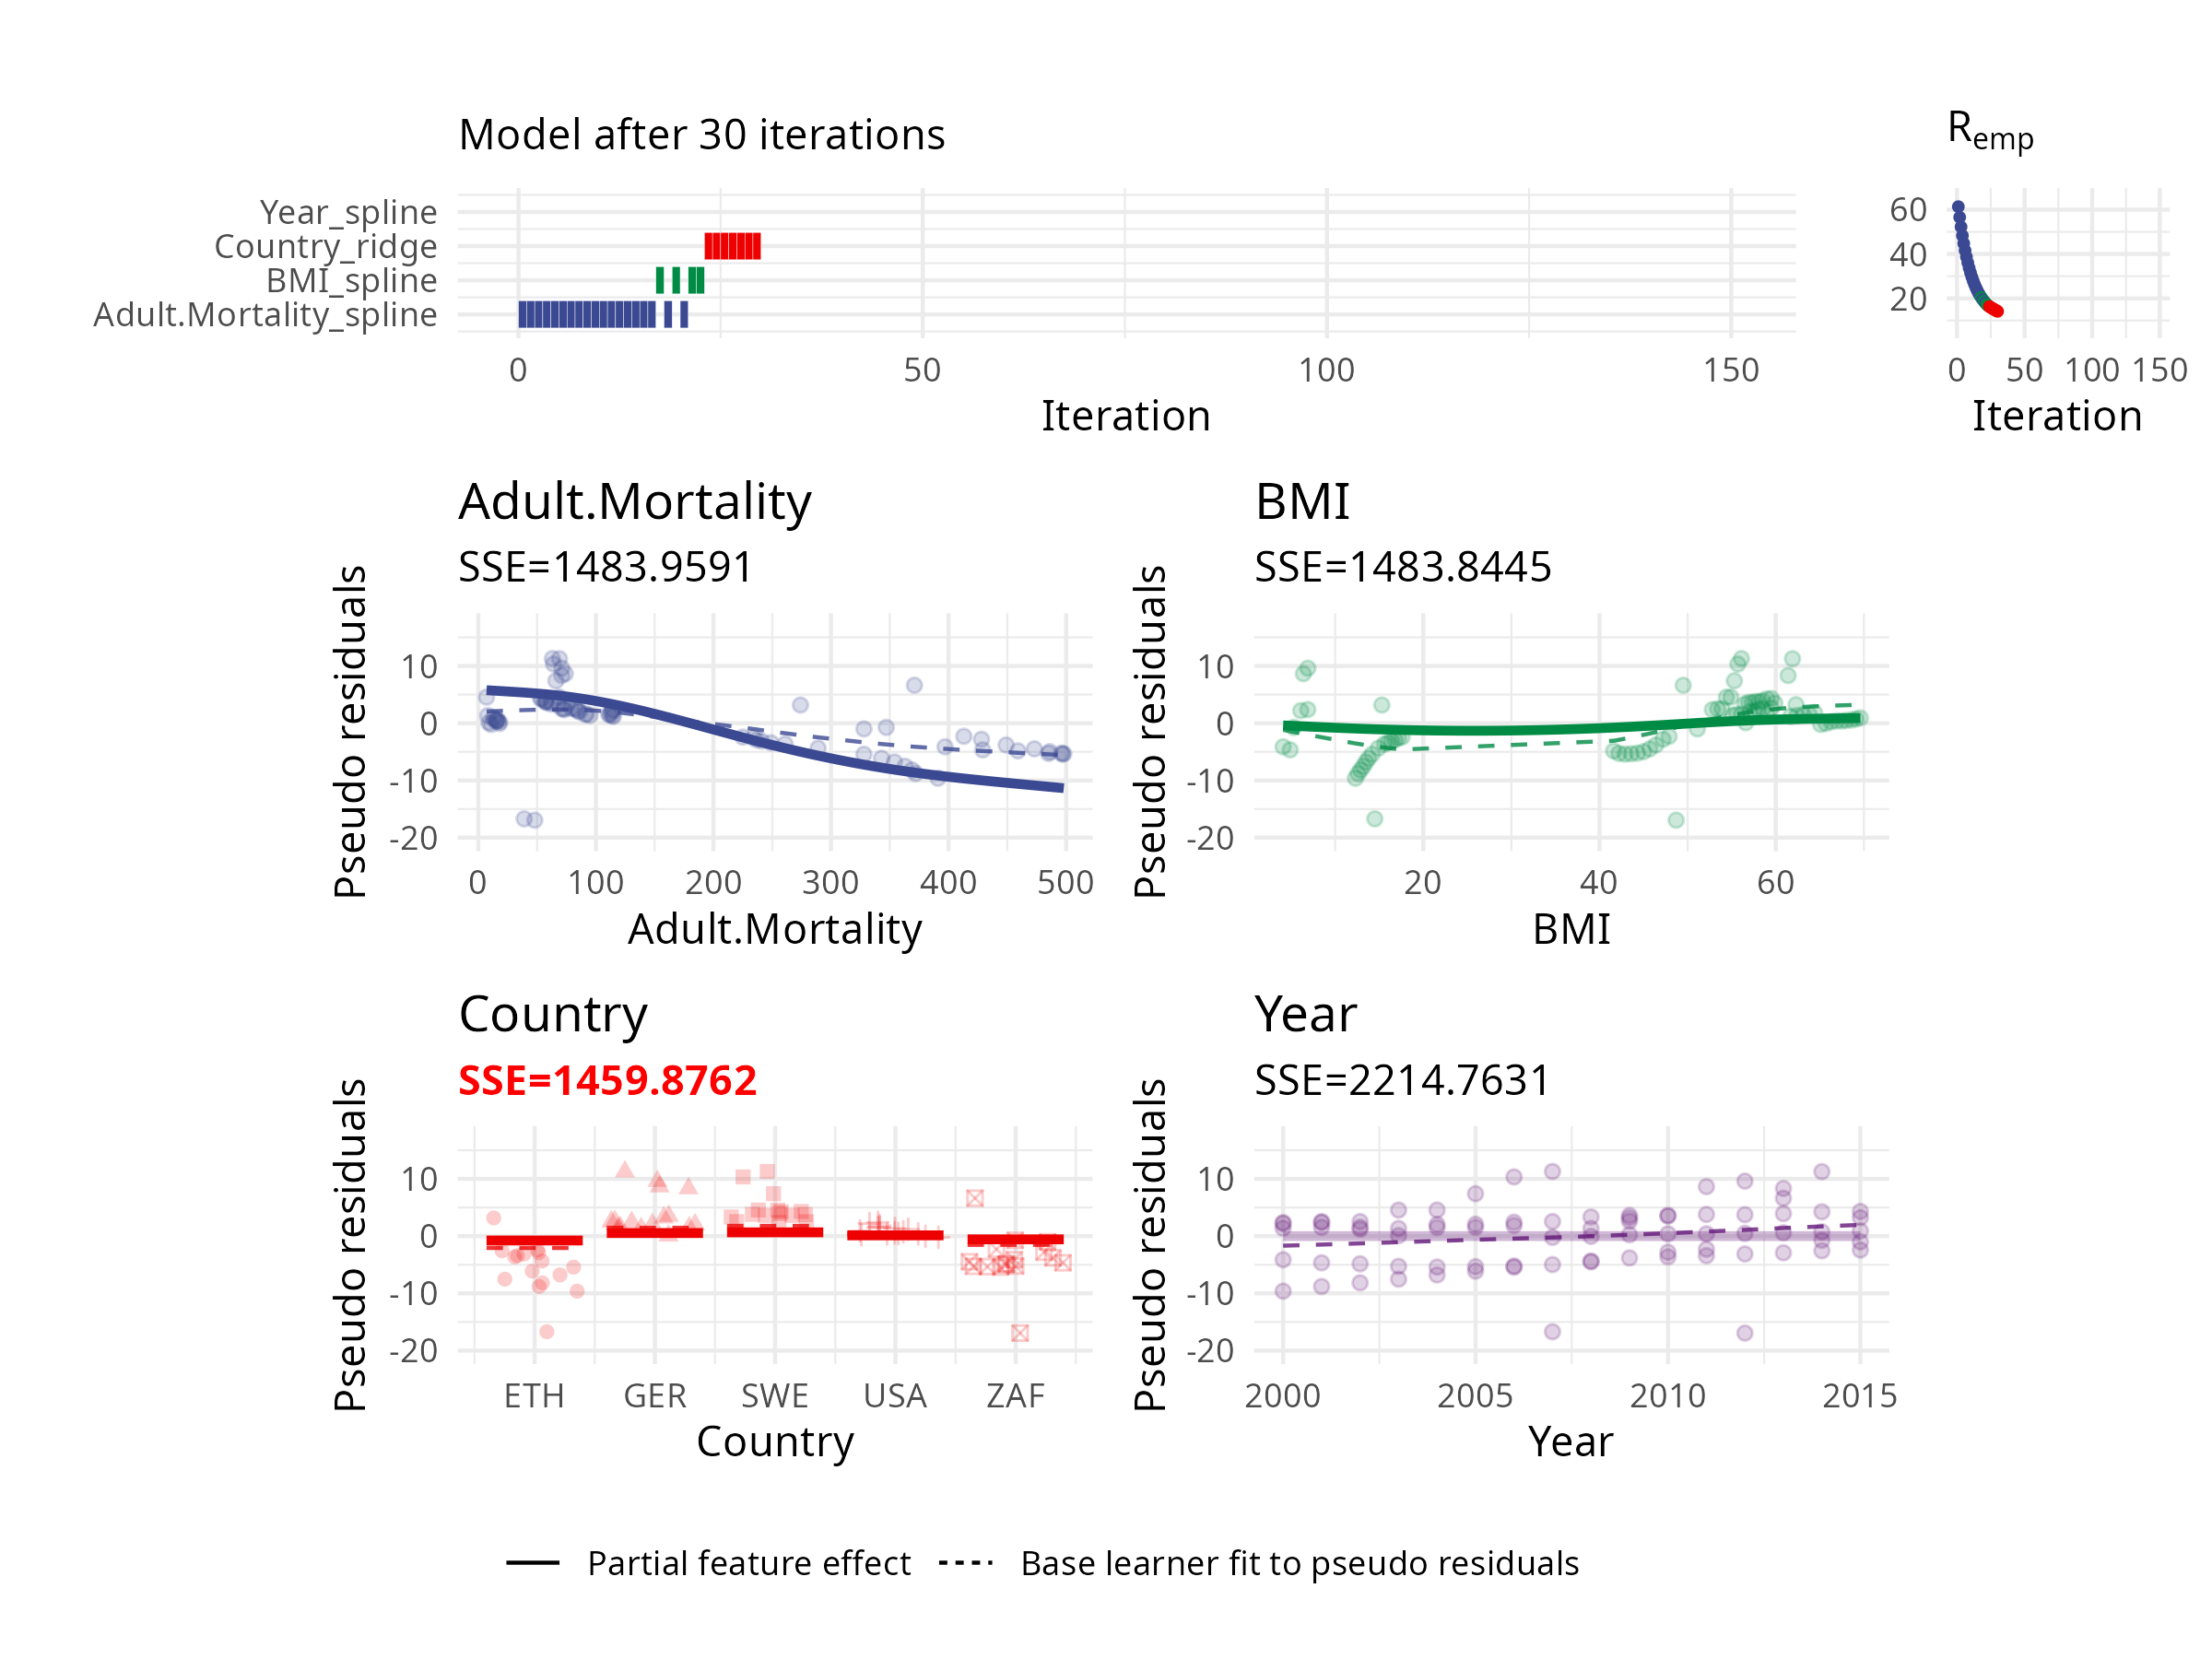 Model after 30 iterations
Year_spline
Country_ridge
BMI_spline
Adult.Mortality_spline
0 50 100 150
Iteration
Remp
60
40
20
0 50 100 150
Iteration
Adult.Mortality
SSE=1483.9591
Pseudo residuals
10
0
-10
-20
0 100 200 300 400 500
Adult.Mortality
BMI
SSE=1483.8445
Pseudo residuals
10
0
-10
-20
20 40 60
BMI
Country
SSE=1459.8762
Pseudo residuals
10
0
-10
-20
ETH GER SWE USA ZAF
Country
Year
SSE=2214.7631
Pseudo residuals
10
0
-10
-20
2000 2005 2010 2015
Year
Partial feature effect Base learner fit to pseudo residuals